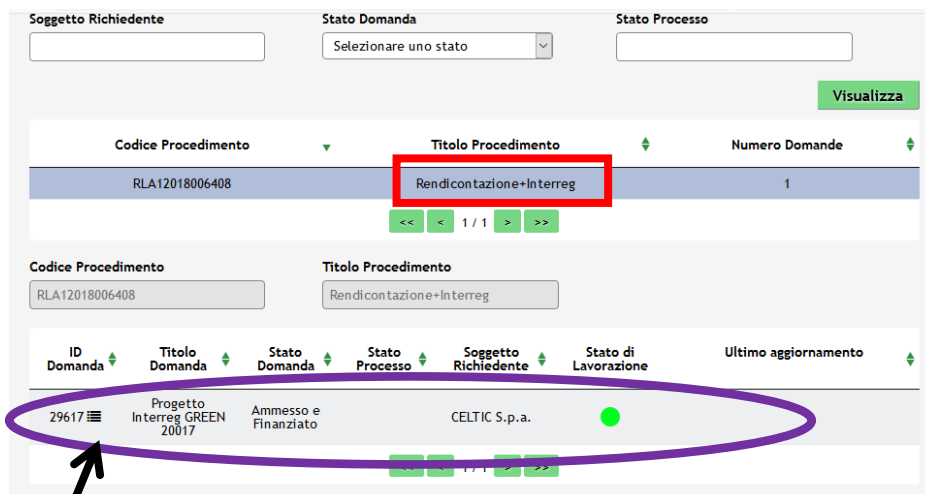 Soggetto Richiedente Stato Domanda Stato Processo
Selezionare uno stato
Visualizza
Codice Procedimento Titolo Procedimento Numero Domande
RLA12018006408 Rendicontazione+Interreg 1
<< < 1 / 1 > >>
Codice Procedimento Titolo Procedimento
RLA12018006408 Rendicontazione+Interreg
ID Domanda Titolo Domanda Stato Domanda Stato Processo Soggetto Richiedente Stato di Lavorazione Ultimo aggiornamento
29617 Progetto Interreg GREEN 20017 Ammesso e Finanziato CELTIC S.p.a.
<< < 1 / 1 > >>